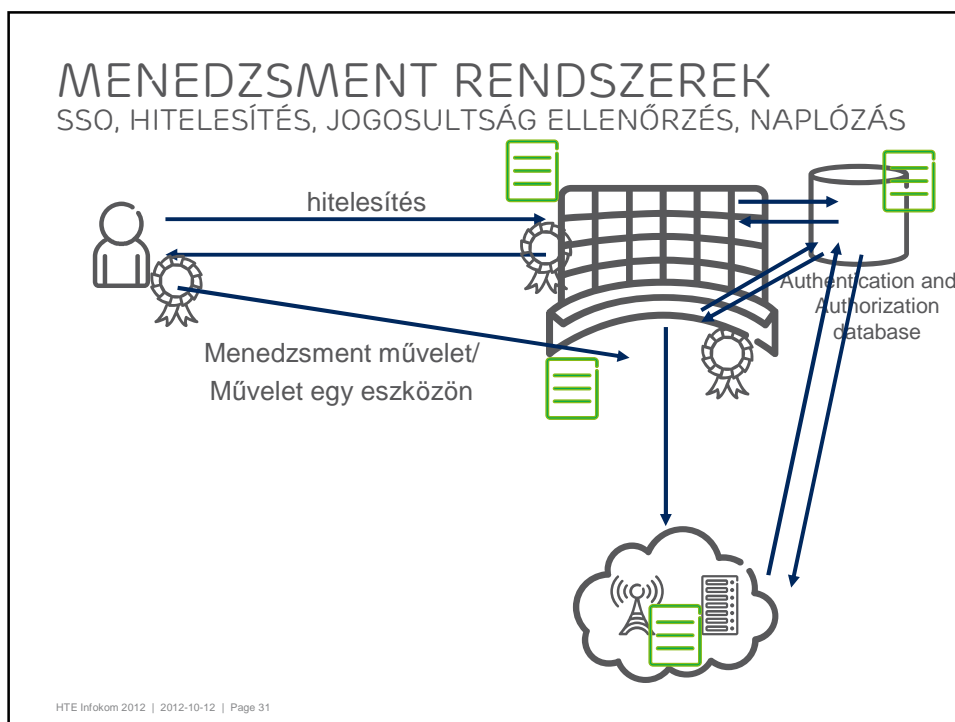 MENEDZSMENT RENDSZEREK
SSO, HITELESÍTÉS, JOGOSULTSÁG ELLENŐRZÉS, NAPLÓZÁS
hitelesítés
Authentication and
Authorization
database
Menedzsment művelet/
Művelet egy eszközön
HTE Infokom 2012 | 2012-10-12 | Page 31